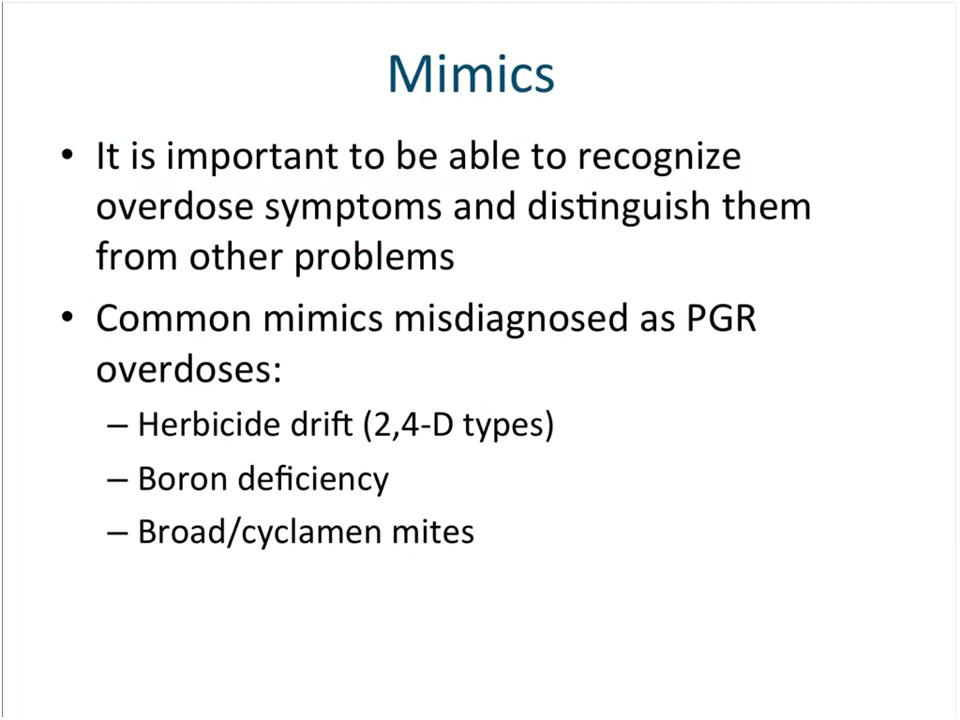 Mimics
• It is important to be able to recognize
overdose symptoms and distinguish them
from other problems
• Common mimics misdiagnosed as PGR
overdoses:
– Herbicide drift (2,4-D types)
– Boron deficiency
– Broad/cyclamen mites